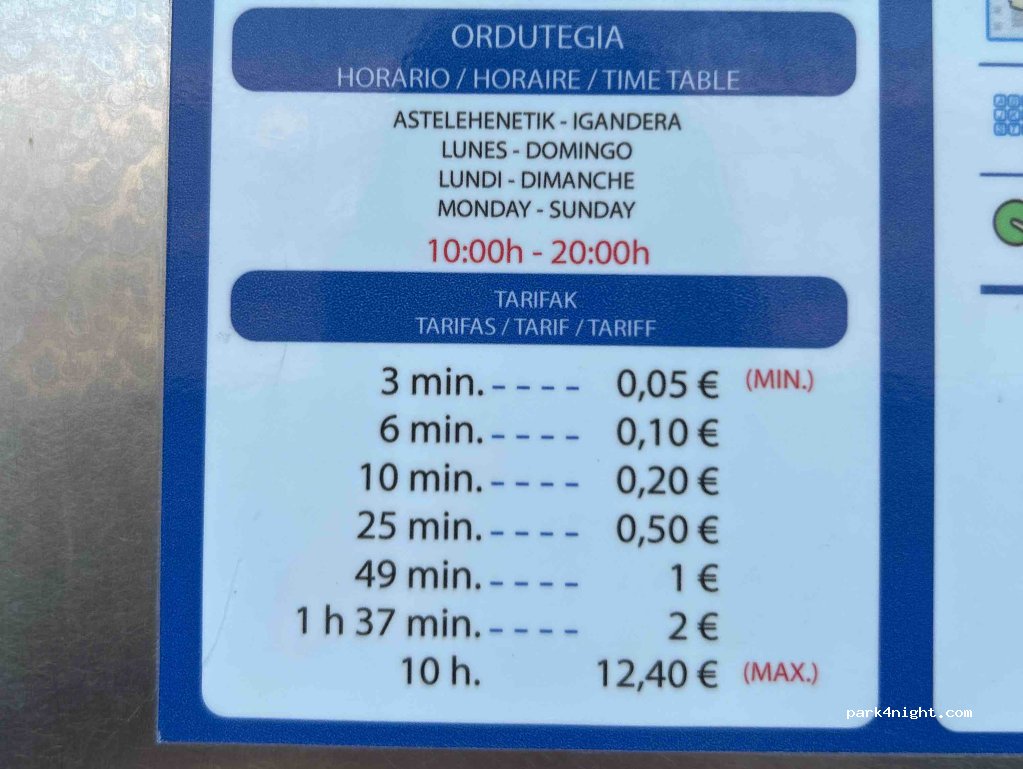 ORDUTEGIA
HORARIO / HORAIRE / TIME TABLE
ASTELEHENETIK - IGANDERA
LUNES - DOMINGO
LUNDI - DIMANCHE
MONDAY - SUNDAY
10:00h - 20:00h
TARIFAK
TARIFAS / TARIF / TARIFF
3 min. - - - - 0,05 € (MIN.)
6 min. - - - - 0,10 €
10 min. - - - - 0,20 €
25 min. - - - - 0,50 €
49 min. - - - - 1 €
1 h 37 min. - - - - 2 €
10 h. 12,40 € (MAX.)
park4night.com